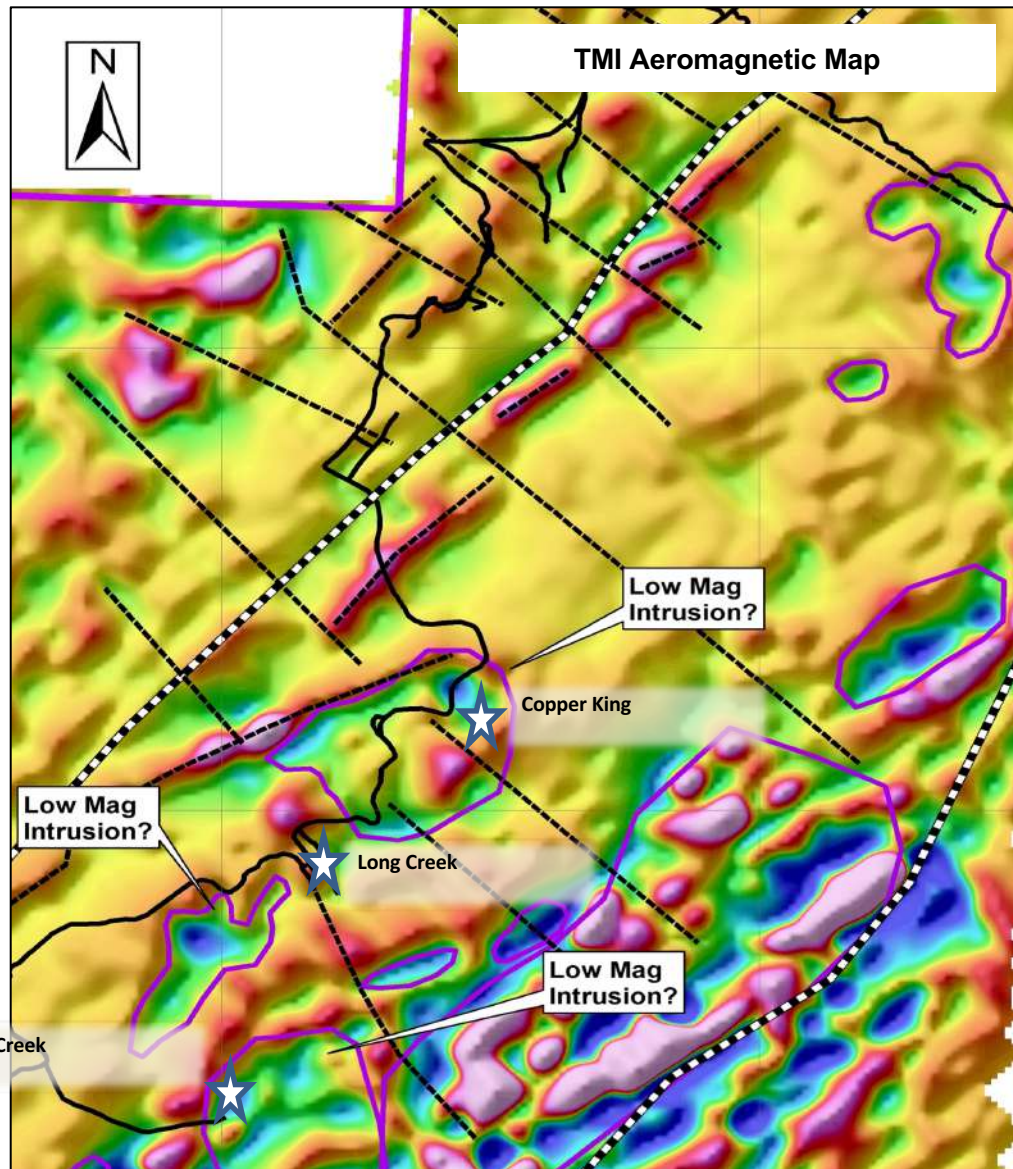 TMI Aeromagnetic Map
N
Low Mag
Intrusion?
Copper King
Low Mag
Intrusion?
Long Creek
Low Mag
Intrusion?
Creek